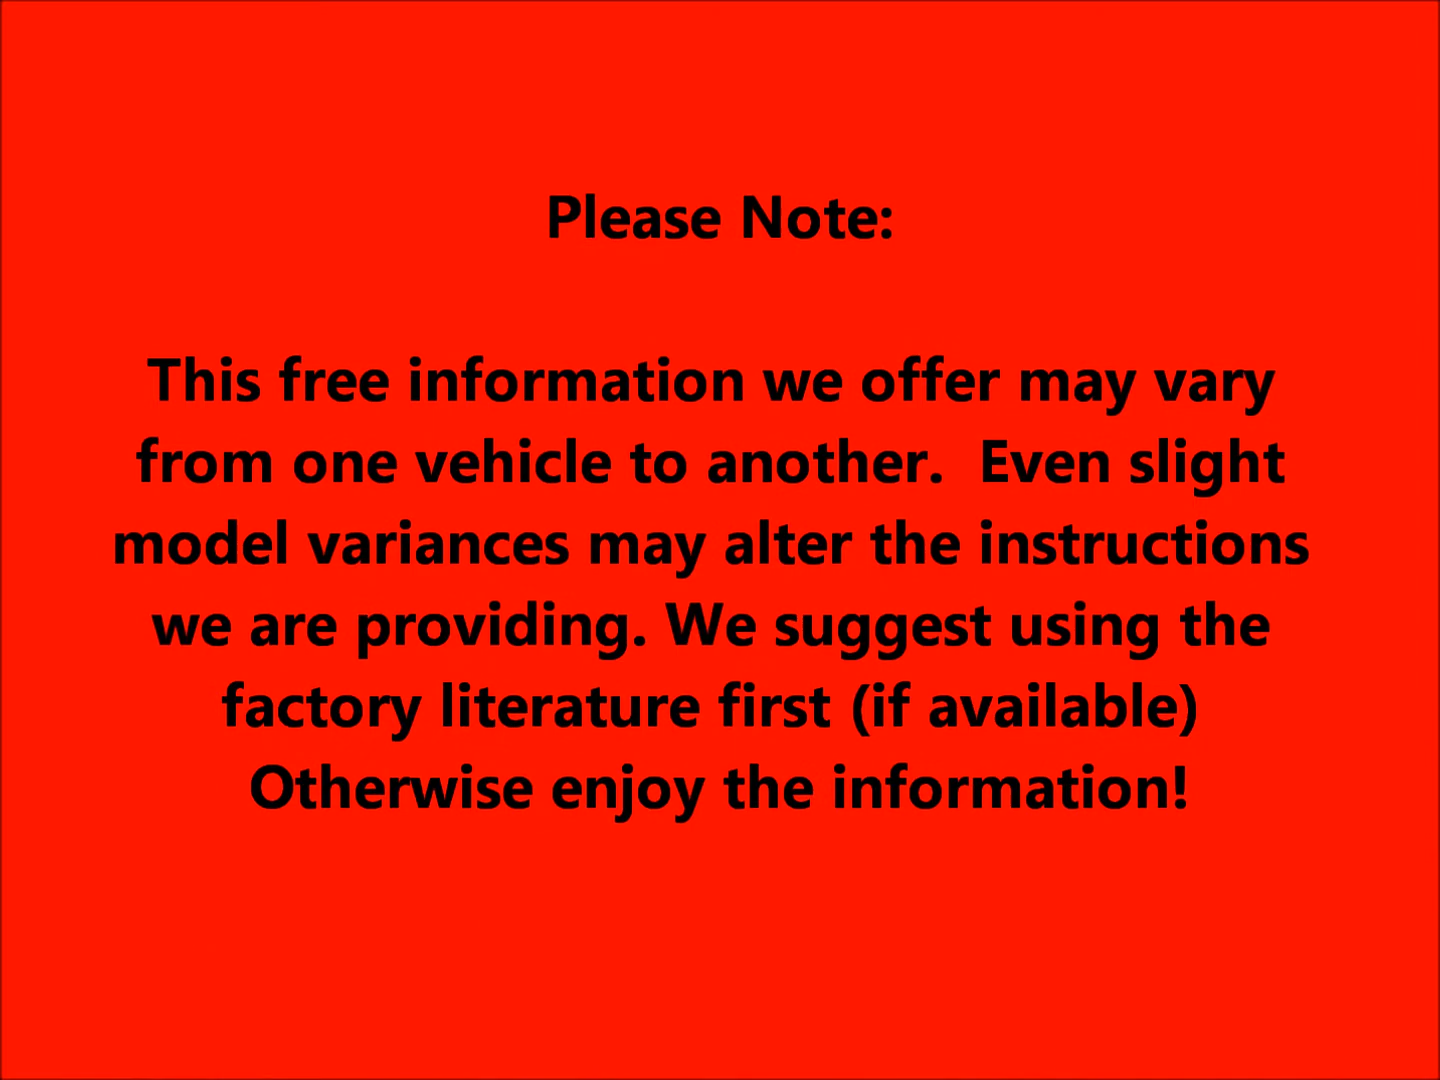 Please Note:
This free information we offer may vary
from one vehicle to another.  Even slight
model variances may alter the instructions
we are providing. We suggest using the
factory literature first (if available)
Otherwise enjoy the information!